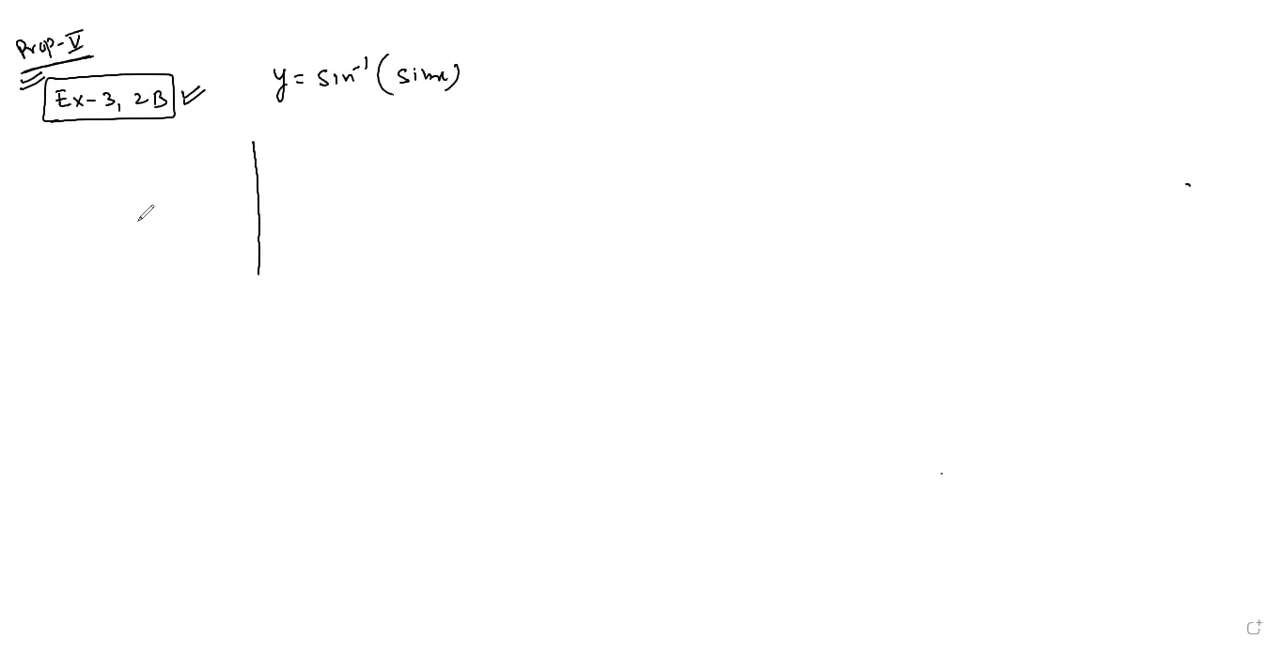 Prop-V
Ex-3, 2B
y = sin⁻¹(sinx)